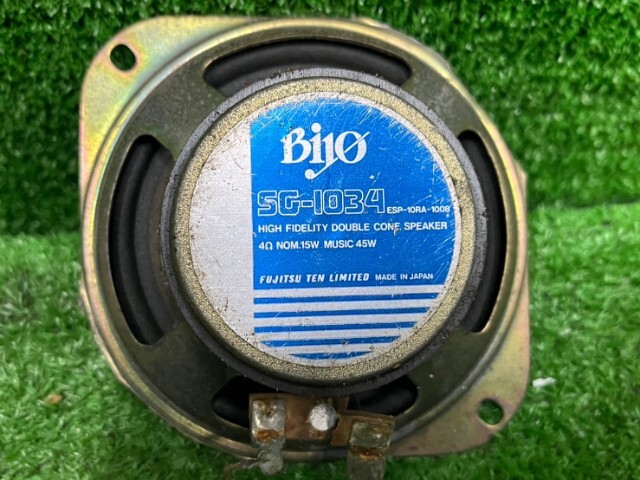 BiJØ
SG-1034 ESP-10RA-100B
HIGH FIDELITY DOUBLE CONE SPEAKER
4Ω NOM.15W MUSIC 45W
FUJITSU TEN LIMITED MADE IN JAPAN